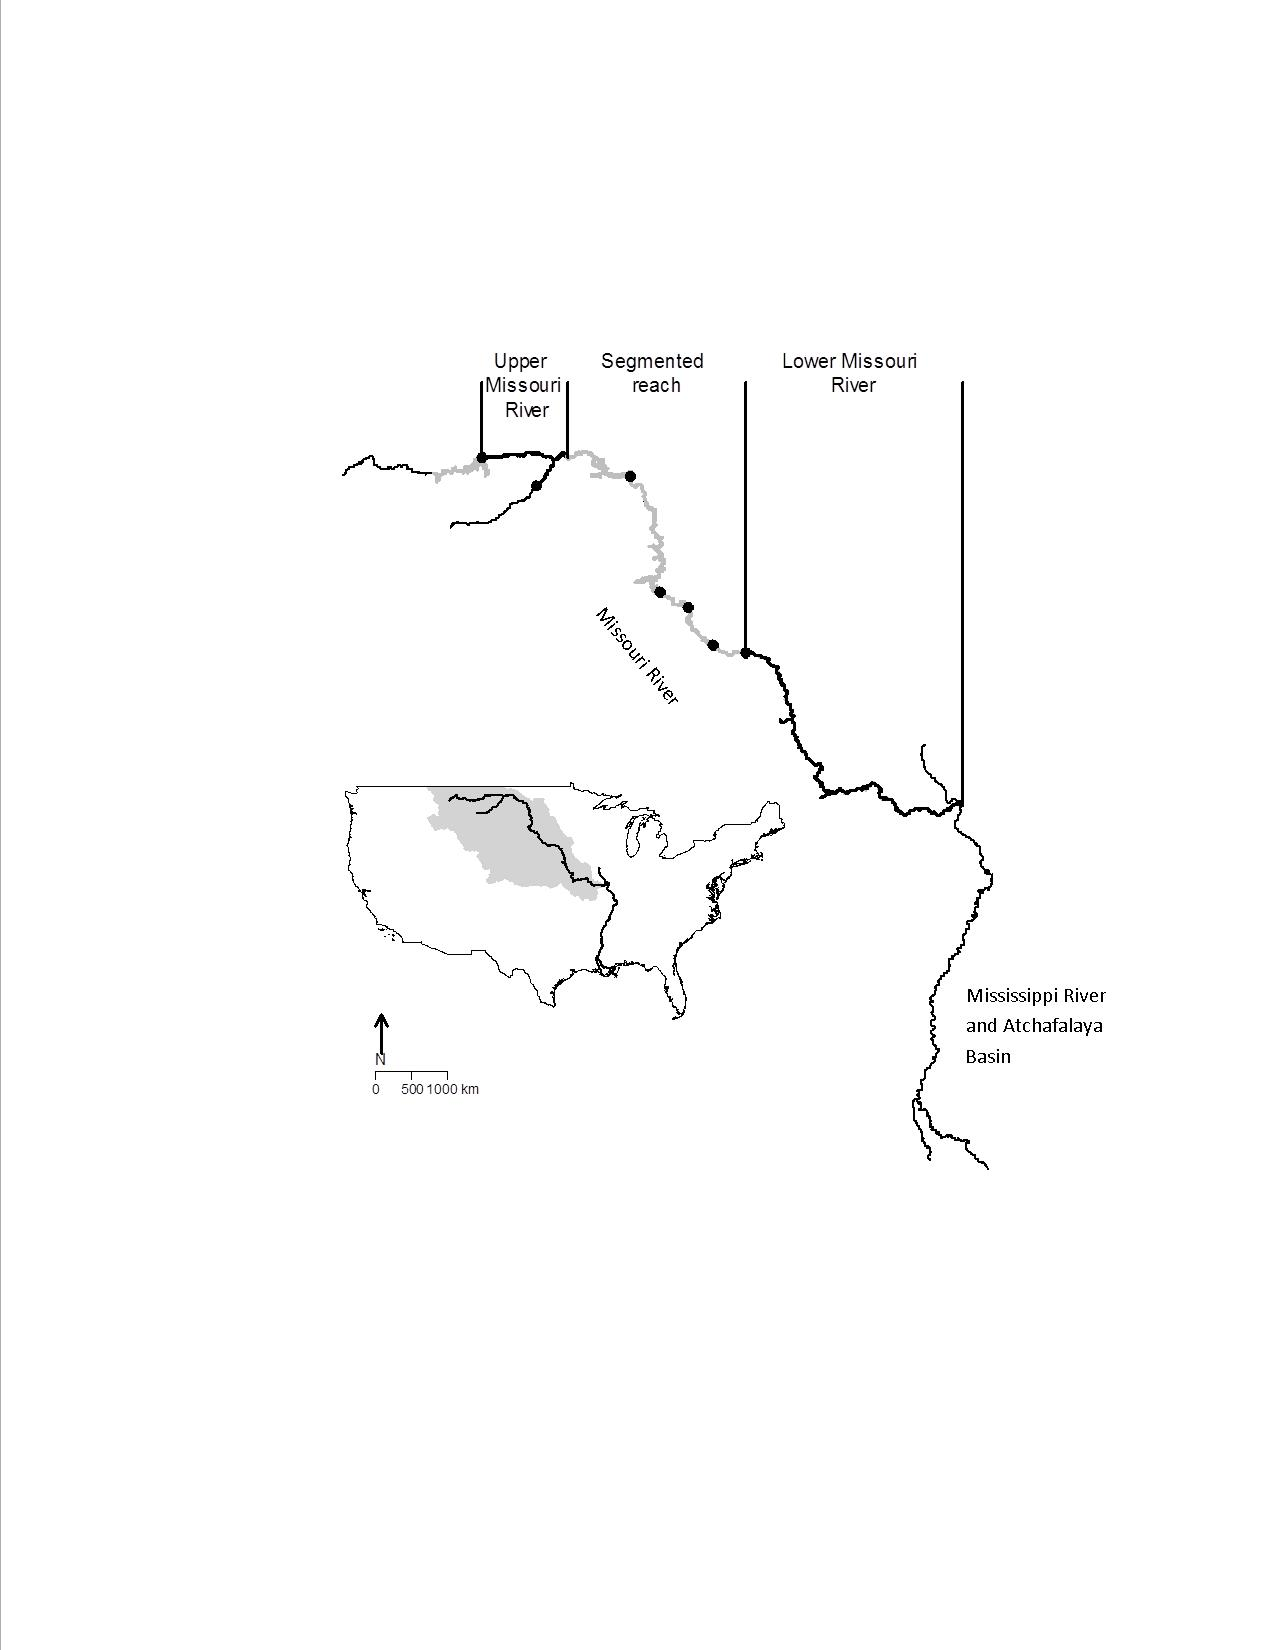 Upper
Missouri
River
Segmented
reach
Lower Missouri
River
Missouri River
Mississippi River
and Atchafalaya
Basin
N
0 500 1000 km